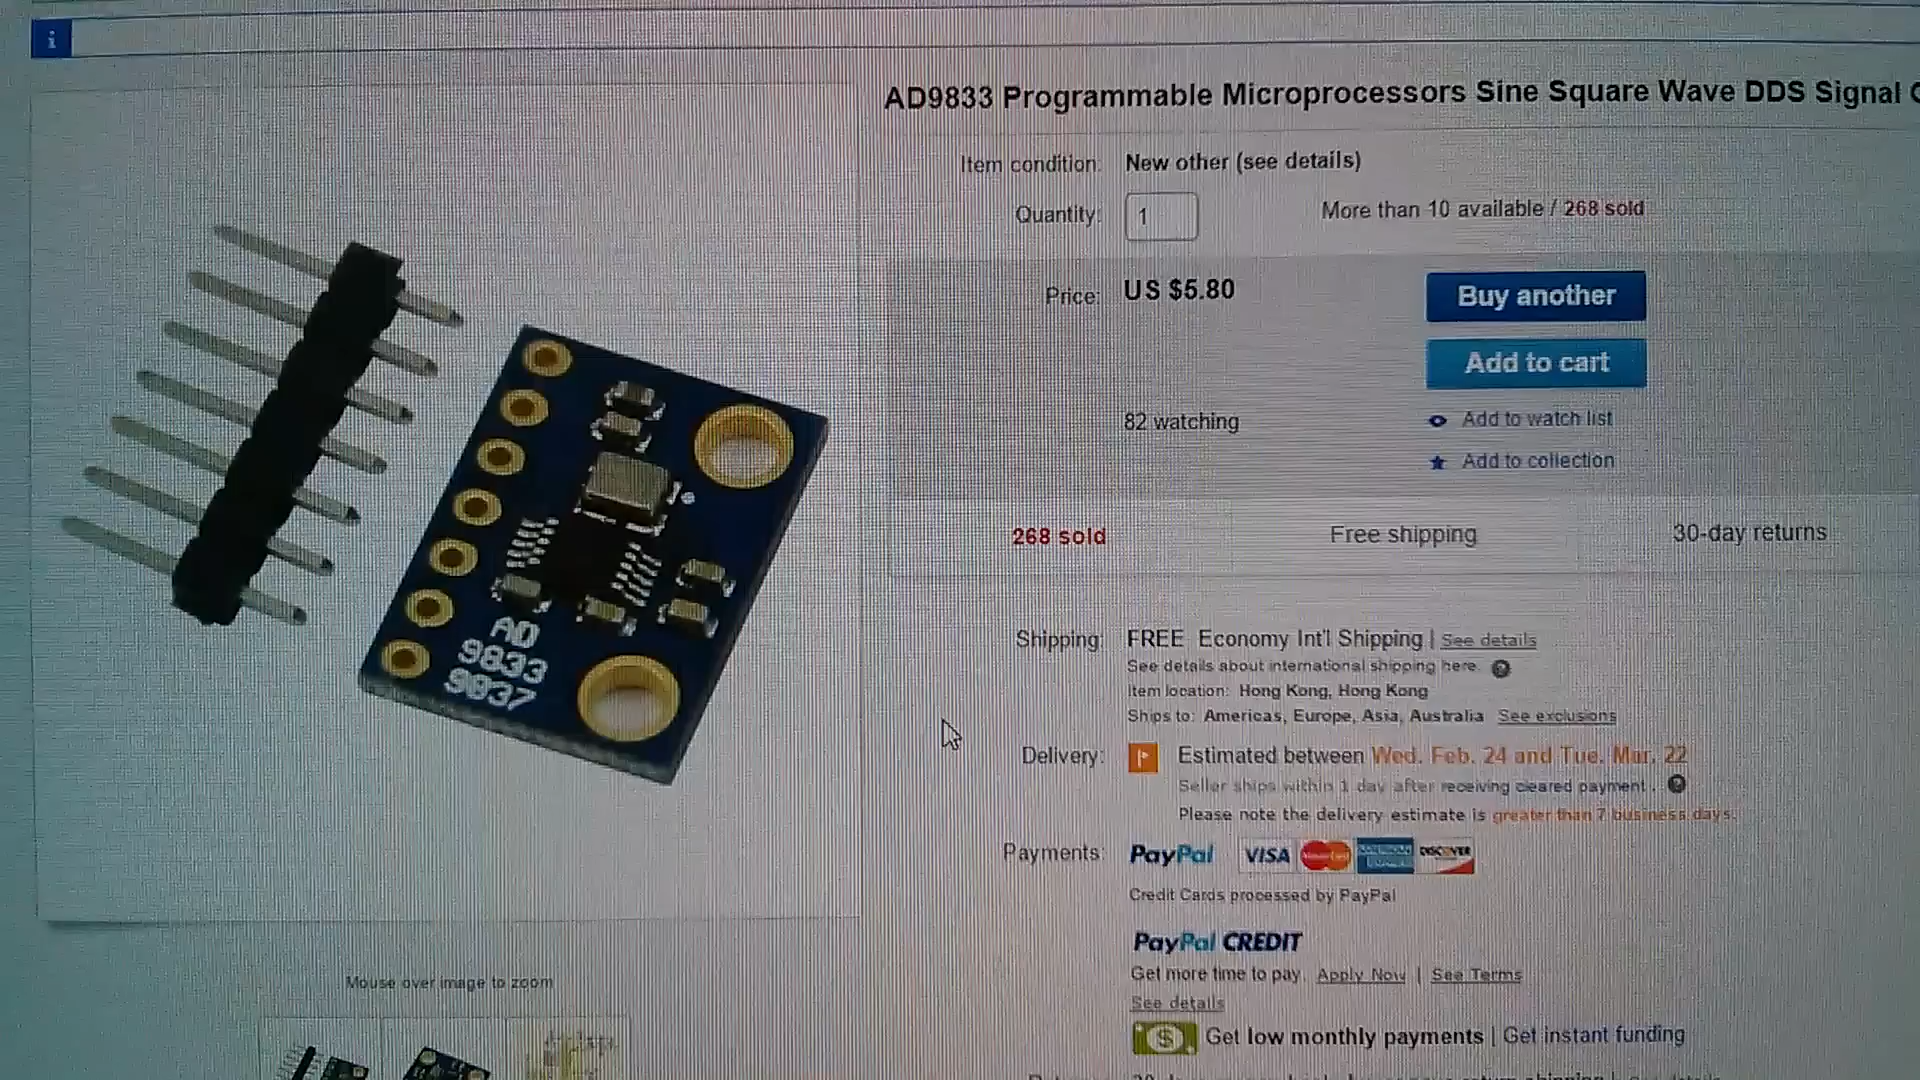 i
AD9833 Programmable Microprocessors Sine Square Wave DDS Signal
Item condition: New other (see details)
Quantity: 1 More than 10 available / 268 sold
Price: US $5.80
Buy another
Add to cart
82 watching
Add to watch list
Add to collection
268 sold Free shipping 30-day returns
Shipping: FREE Economy Int'l Shipping | See details
See details about international shipping here. ?
Item location: Hong Kong, Hong Kong
Ships to: Americas, Europe, Asia, Australia See exclusions
Delivery: Estimated between Wed. Feb. 24 and Tue. Mar. 22
Seller ships within 1 day after receiving cleared payment. ?
Please note the delivery estimate is greater than 7 business days.
Payments: PayPal VISA MasterCard AMERICAN EXPRESS DISCOVER
Credit Cards processed by PayPal
PayPal CREDIT
Get more time to pay. Apply Now | See Terms
See details
$ Get low monthly payments | Get instant funding
AD
9833
9837
Mouse over image to zoom